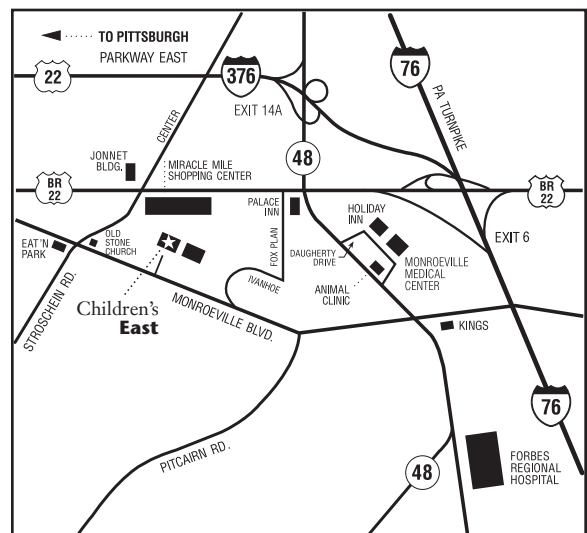 TO PITTSBURGH
PARKWAY EAST
22
376
76
EXIT 14A
PA TURNPIKE
CENTER
48
JONNET
BLDG.
MIRACLE MILE
SHOPPING CENTER
BR
22
BR
22
PALACE
INN
HOLIDAY
INN
EXIT 6
OLD
STONE
CHURCH
EAT'N
PARK
FOX PLAN
DAUGHERTY
DRIVE
MONROEVILLE
MEDICAL
CENTER
IVANHOE
ANIMAL
CLINIC
Children's
East
STROSCHEIN RD.
MONROEVILLE BLVD.
KINGS
76
PITCAIRN RD.
48
FORBES
REGIONAL
HOSPITAL